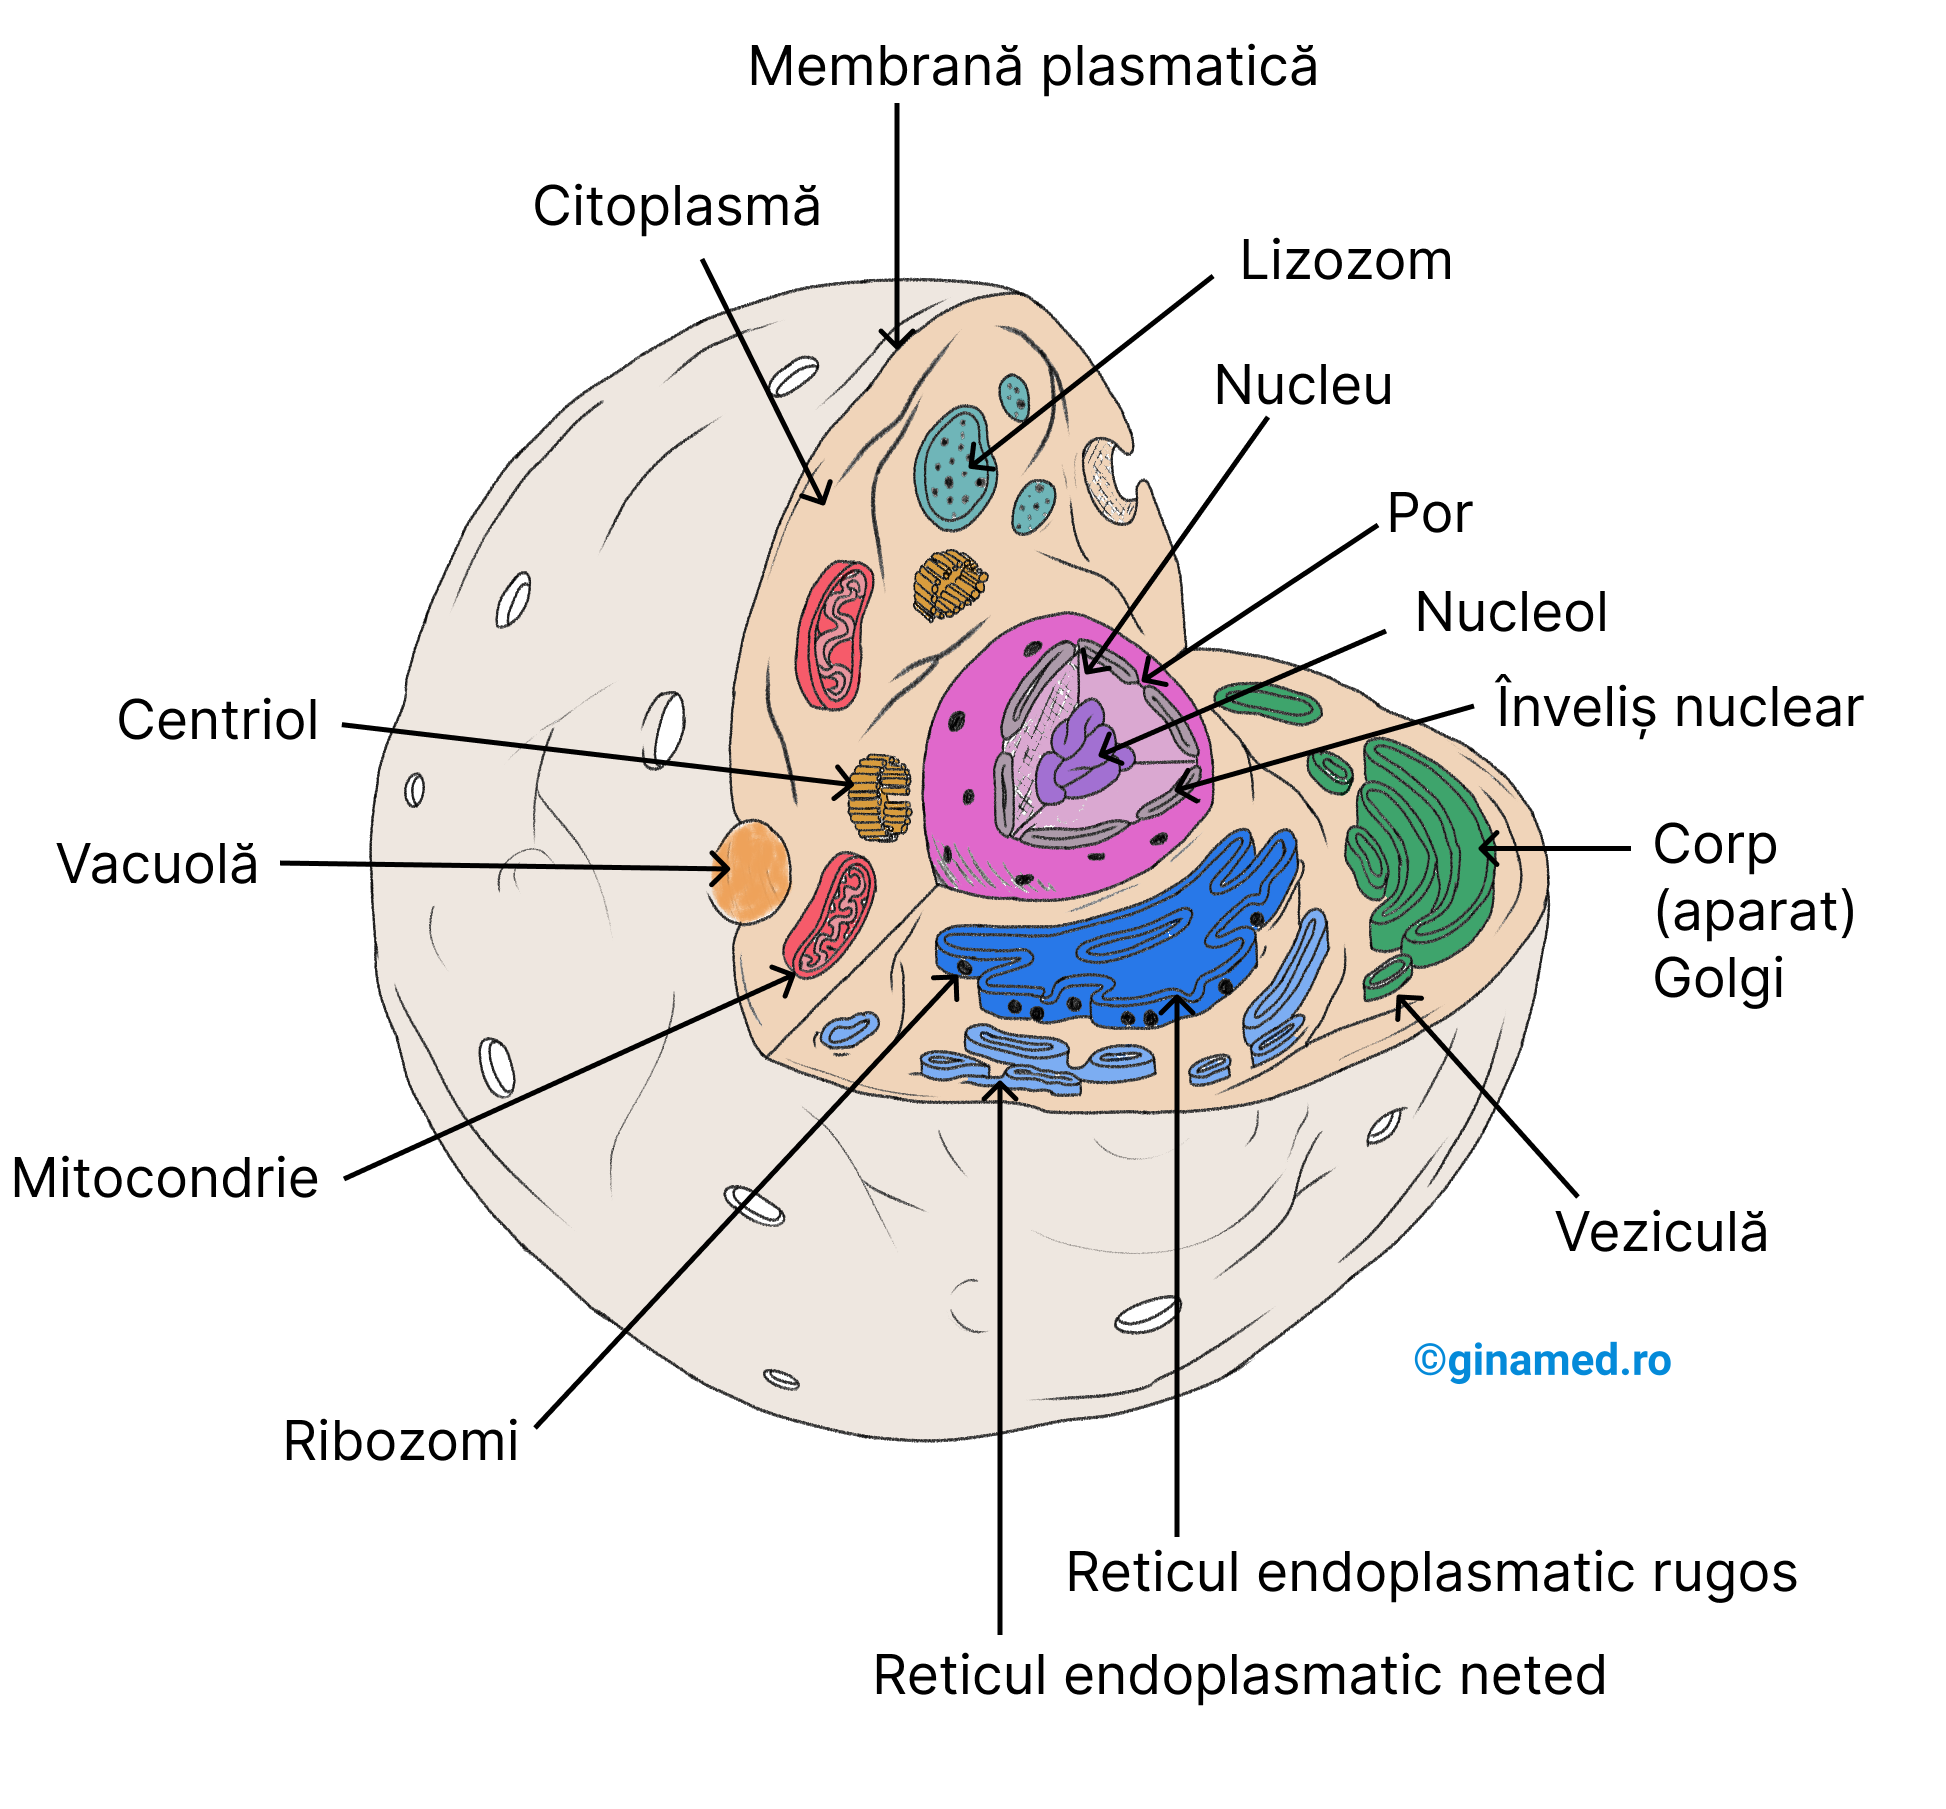 Membrană plasmatică
Citoplasmă
Lizozom
Nucleu
Por
Nucleol
Înveliș nuclear
Centriol
Corp
(aparat)
Golgi
Vacuolă
Mitocondrie
Veziculă
©ginamed.ro
Ribozomi
Reticul endoplasmatic rugos
Reticul endoplasmatic neted